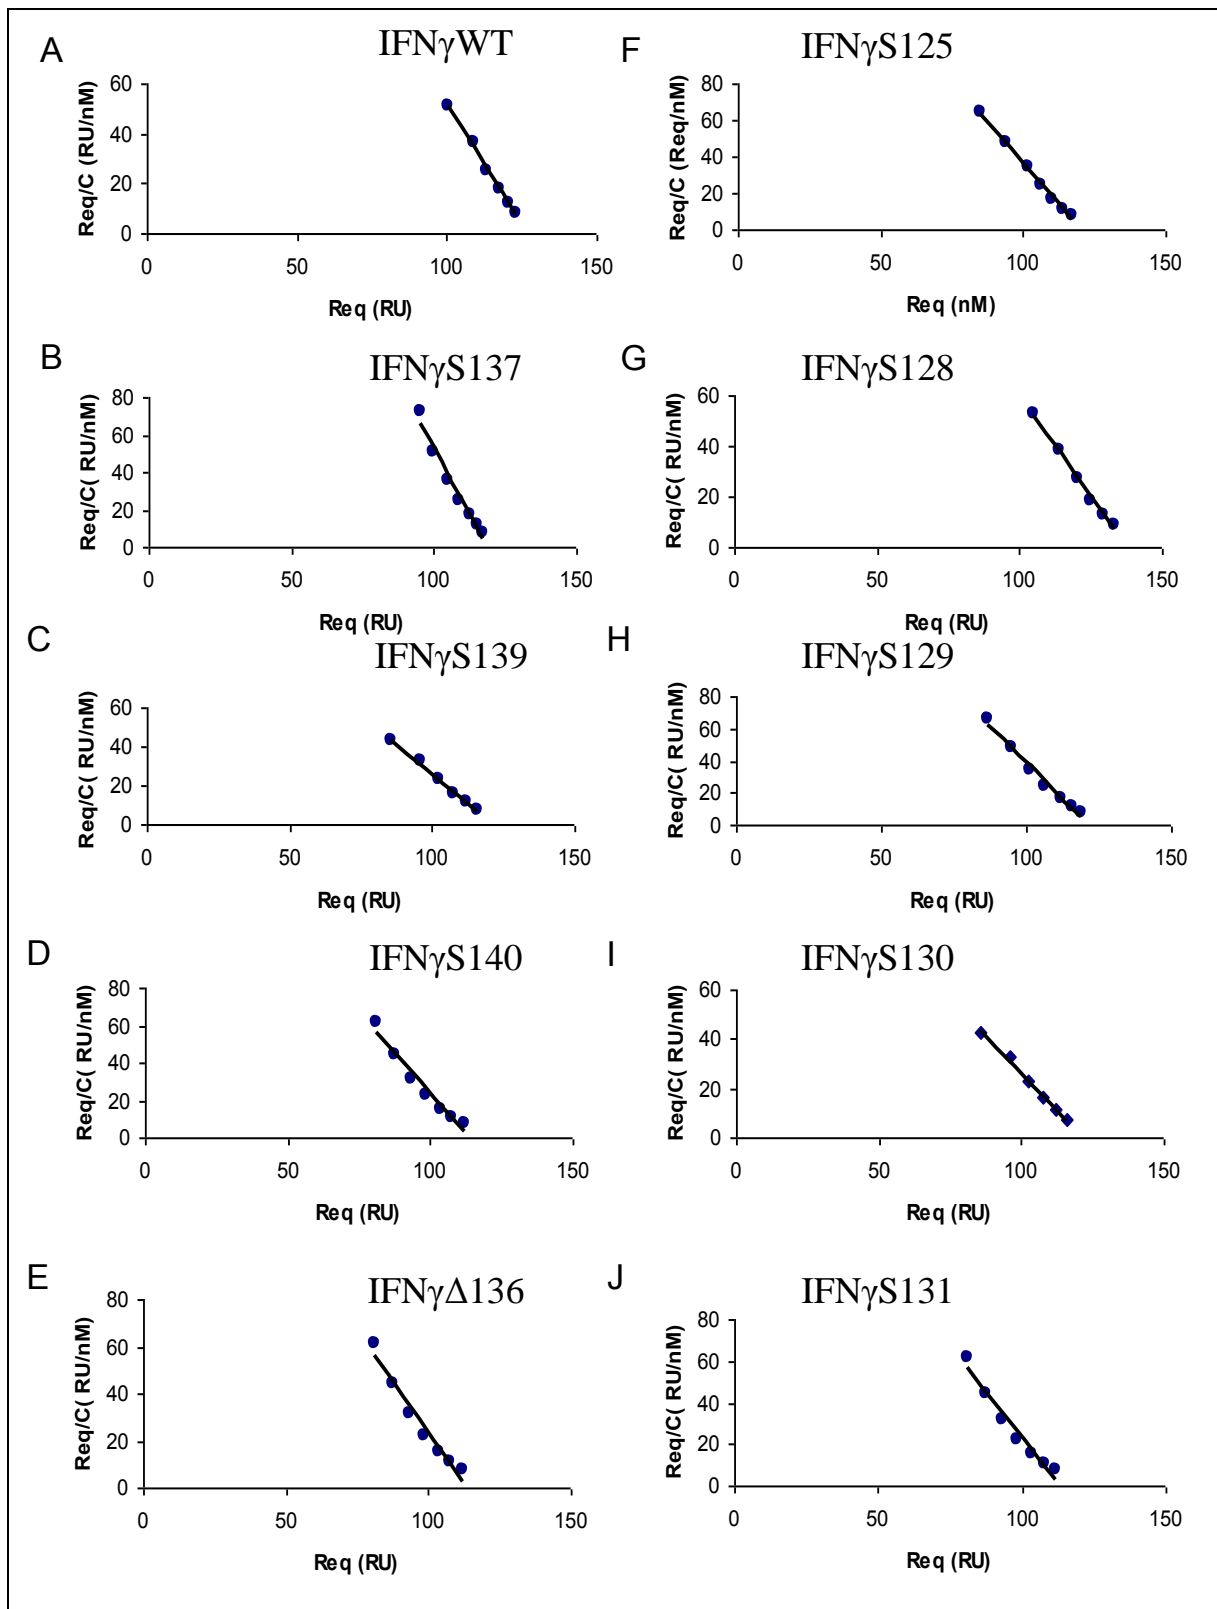 A
IFNγWT
Req/C (RU/nM)
60
40
20
0
0 50 100 150
Req (RU)
B
IFNγS137
Req/C( RU/nM)
80
60
40
20
0
0 50 100 150
Req (RU)
C
IFNγS139
Req/C( RU/nM)
60
40
20
0
0 50 100 150
Req (RU)
D
IFNγS140
Req/C( RU/nM)
80
60
40
20
0
0 50 100 150
Req (RU)
E
IFNγΔ136
Req/C( RU/nM)
80
60
40
20
0
0 50 100 150
Req (RU)
F
IFNγS125
Req/C (Req/nM)
80
60
40
20
0
0 50 100 150
Req (nM)
G
IFNγS128
Req/C( RU/nM)
60
40
20
0
0 50 100 150
Req (RU)
H
IFNγS129
Req/C( RU/nM)
80
60
40
20
0
0 50 100 150
Req (RU)
I
IFNγS130
Req/C( RU/nM)
60
40
20
0
0 50 100 150
Req (RU)
J
IFNγS131
Req/C( RU/nM)
80
60
40
20
0
0 50 100 150
Req (RU)